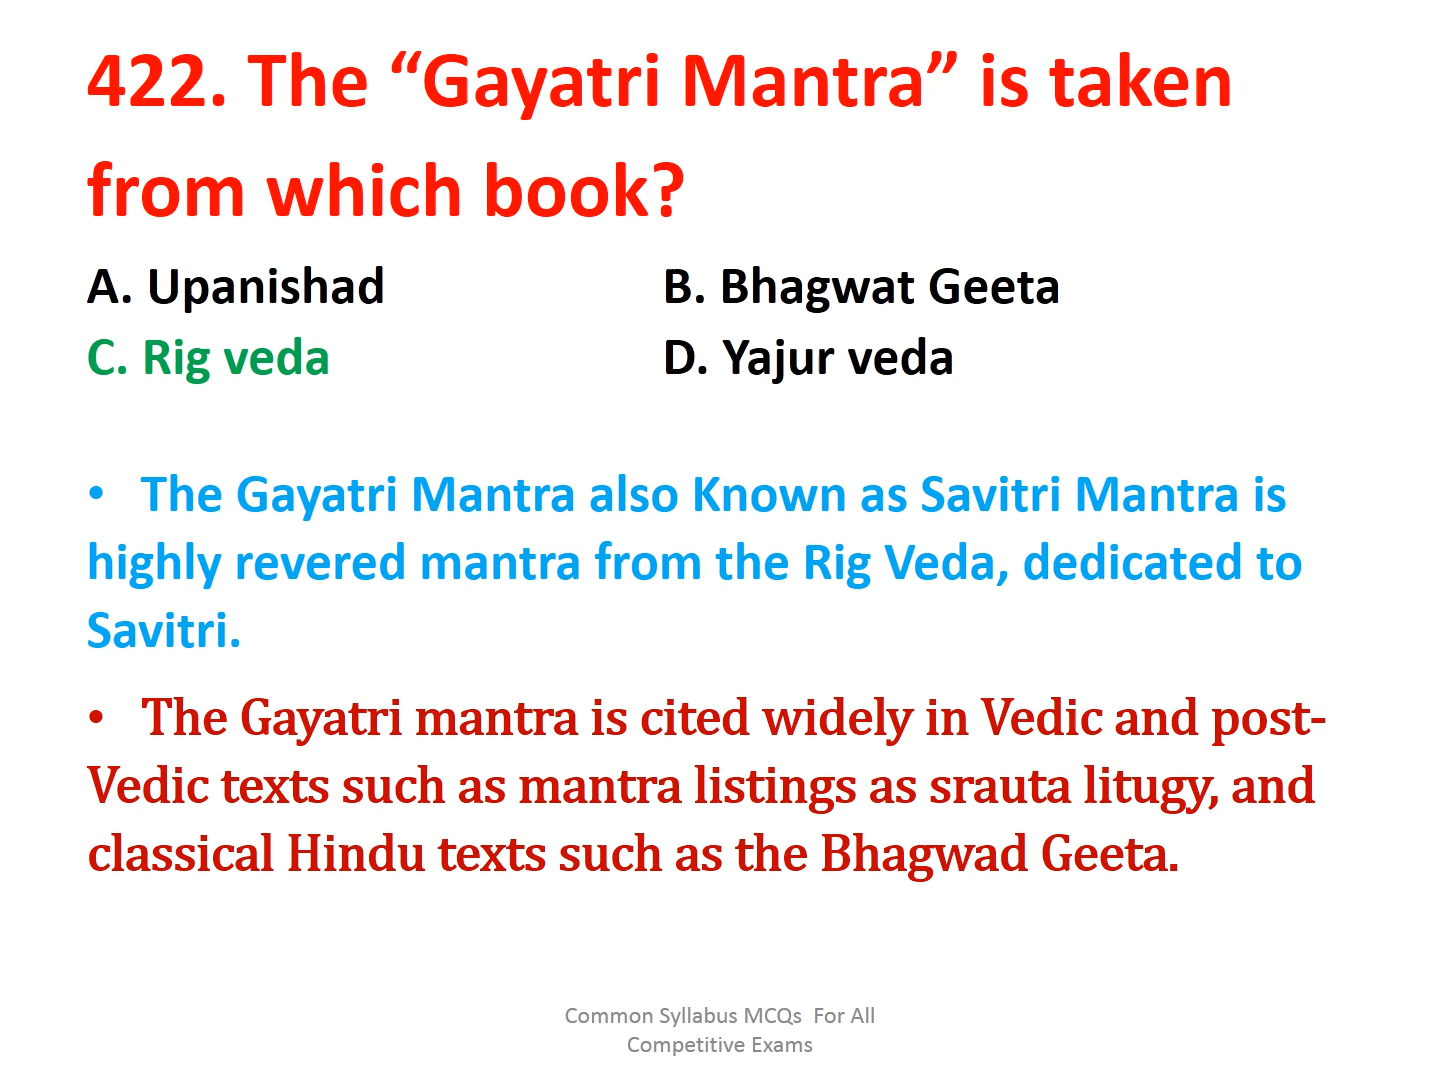 422. The “Gayatri Mantra” is taken
from which book?
A. Upanishad B. Bhagwat Geeta
C. Rig veda D. Yajur veda
• The Gayatri Mantra also Known as Savitri Mantra is
highly revered mantra from the Rig Veda, dedicated to
Savitri.
• The Gayatri mantra is cited widely in Vedic and post-
Vedic texts such as mantra listings as srauta litugy, and
classical Hindu texts such as the Bhagwad Geeta.
Common Syllabus MCQs For All
Competitive Exams